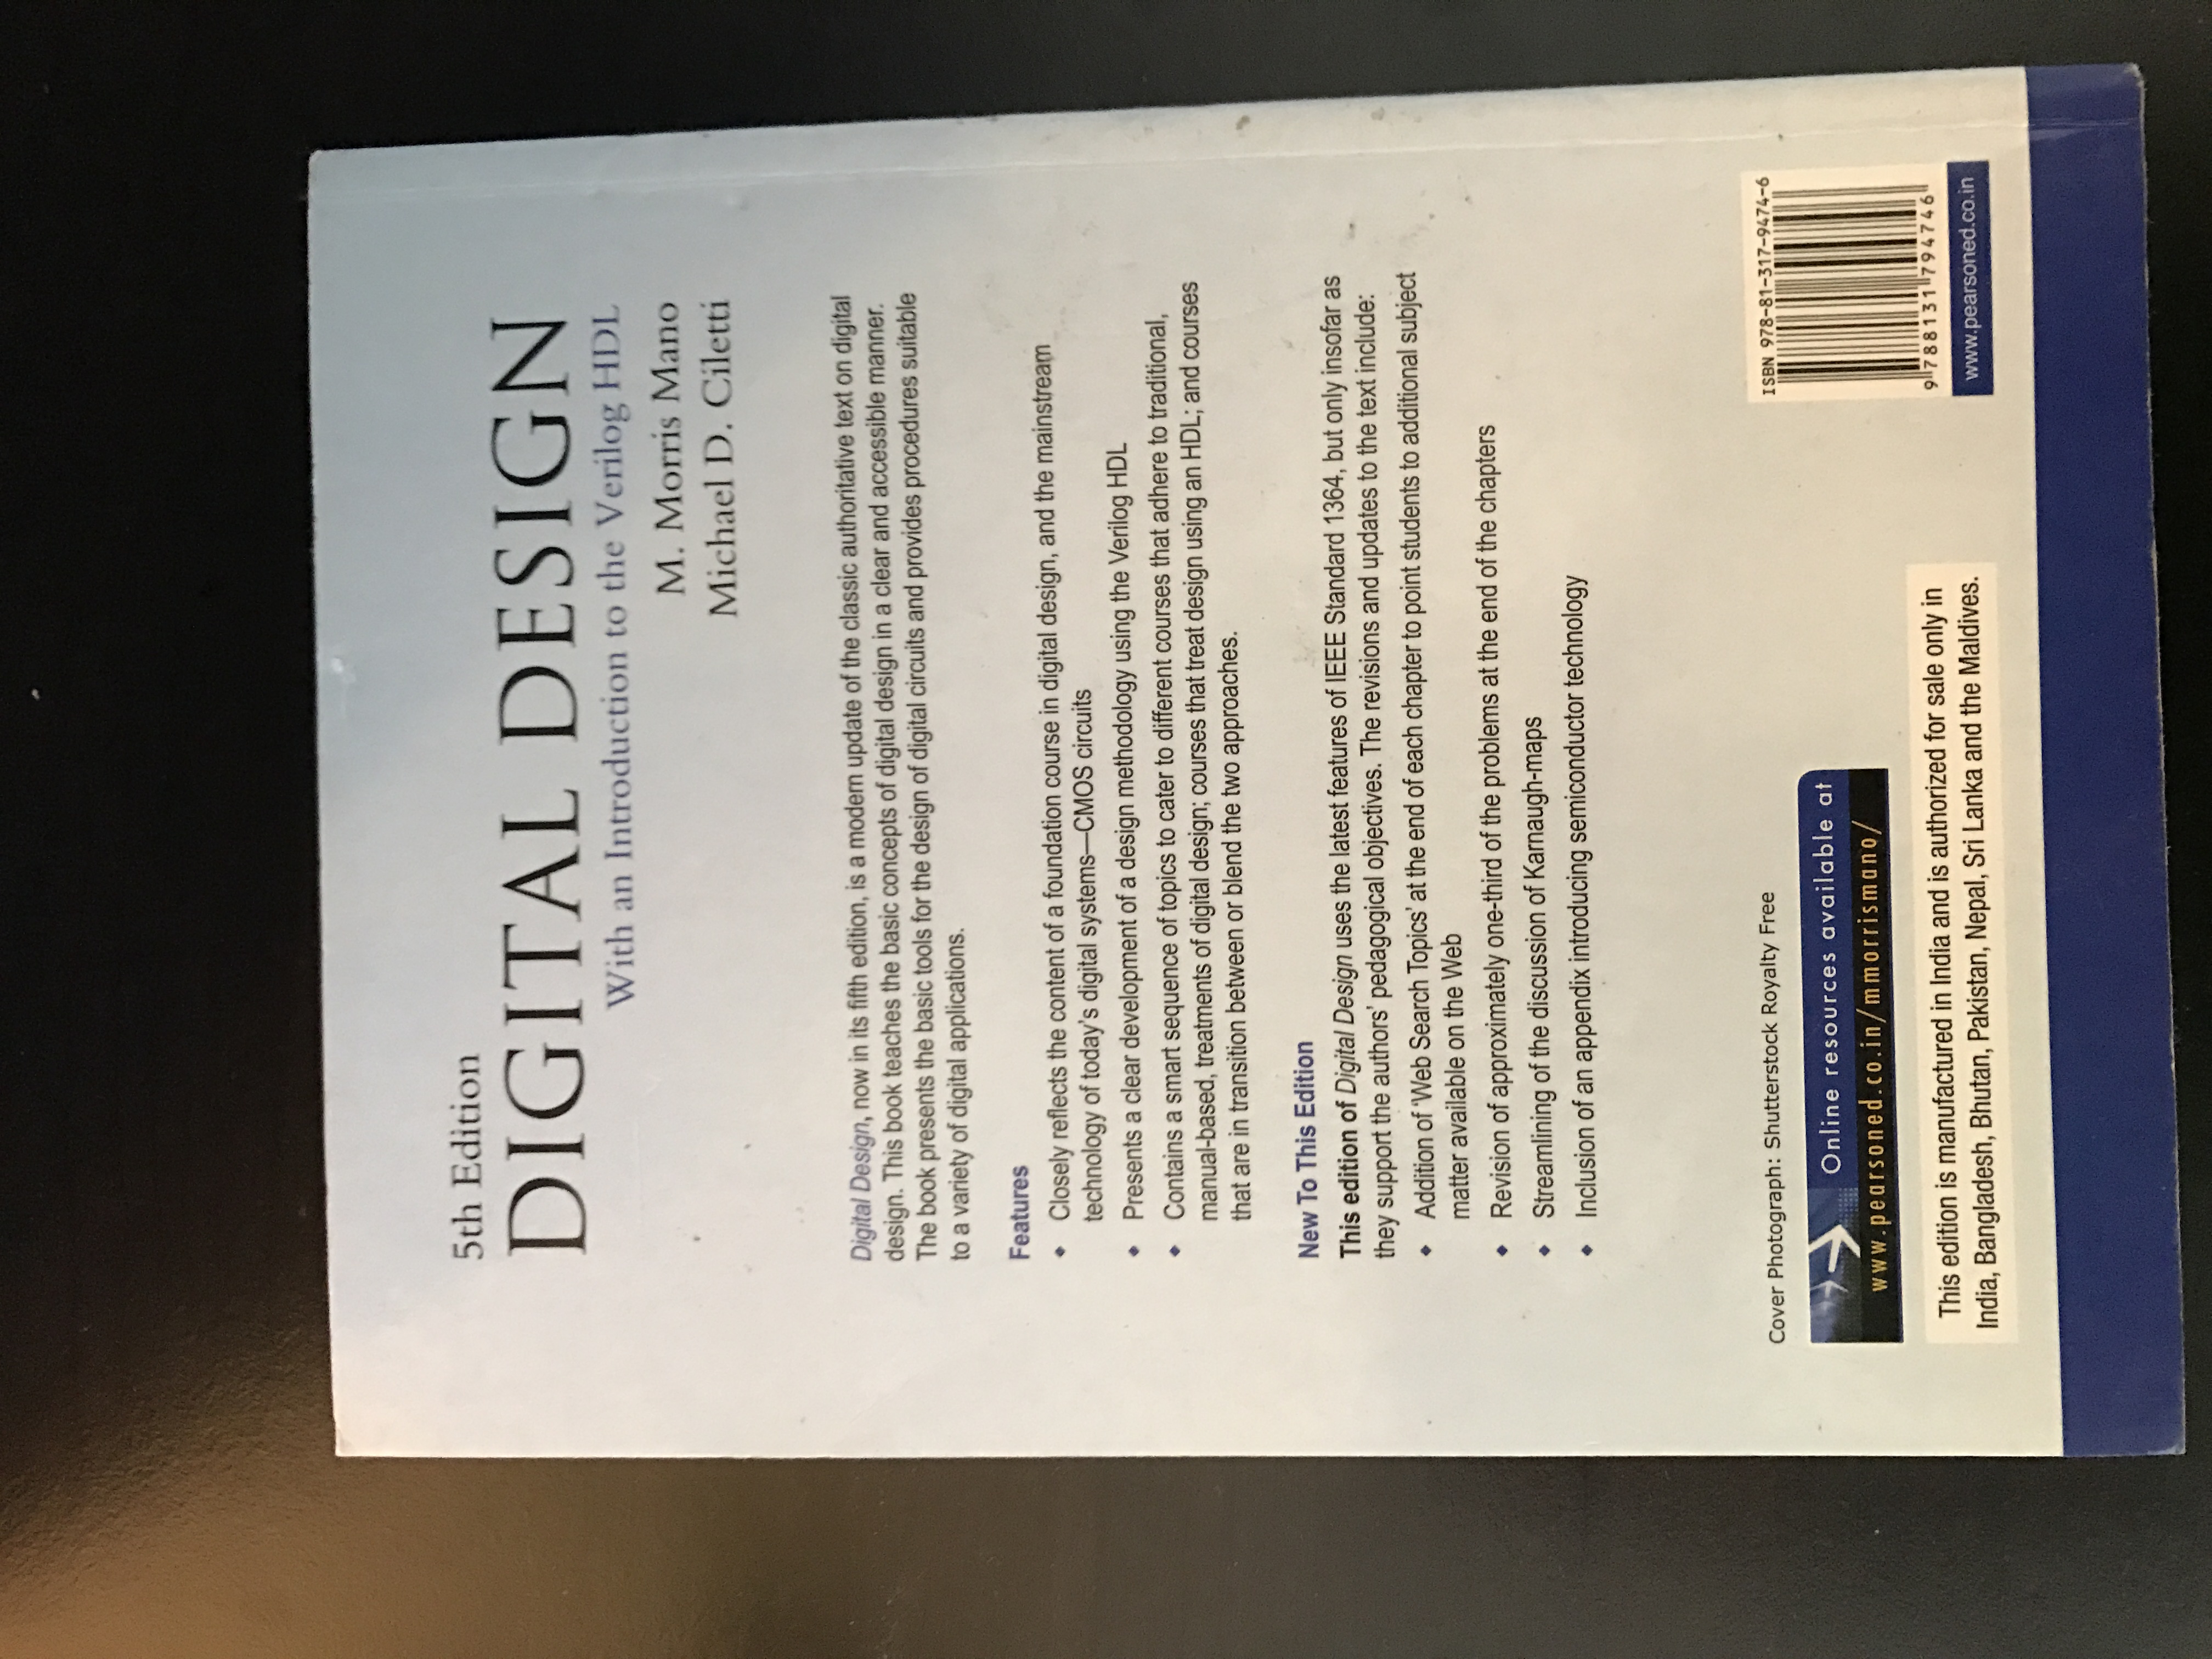 5th Edition
DIGITAL DESIGN
With an Introduction to the Verilog HDL
M. Morris Mano
Michael D. Ciletti
Digital Design, now in its fifth edition, is a modern update of the classic authoritative text on digital
design. This book teaches the basic concepts of digital design in a clear and accessible manner.
The book presents the basic tools for the design of digital circuits and provides procedures suitable
to a variety of digital applications.
Features
• Closely reflects the content of a foundation course in digital design, and the mainstream
technology of today's digital systems—CMOS circuits
• Presents a clear development of a design methodology using the Verilog HDL
• Contains a smart sequence of topics to cater to different courses that adhere to traditional,
manual-based, treatments of digital design; courses that treat design using an HDL; and courses
that are in transition between or blend the two approaches.
New To This Edition
This edition of Digital Design uses the latest features of IEEE Standard 1364, but only insofar as
they support the authors' pedagogical objectives. The revisions and updates to the text include:
• Addition of 'Web Search Topics' at the end of each chapter to point students to additional subject
matter available on the Web
• Revision of approximately one-third of the problems at the end of the chapters
• Streamlining of the discussion of Karnaugh-maps
• Inclusion of an appendix introducing semiconductor technology
Cover Photograph: Shutterstock Royalty Free
Online resources available at
www.pearsoned.co.in/mmorrismano/
This edition is manufactured in India and is authorized for sale only in
India, Bangladesh, Bhutan, Pakistan, Nepal, Sri Lanka and the Maldives.
ISBN 978-81-317-9474-6
9 788131 794746
www.pearsoned.co.in